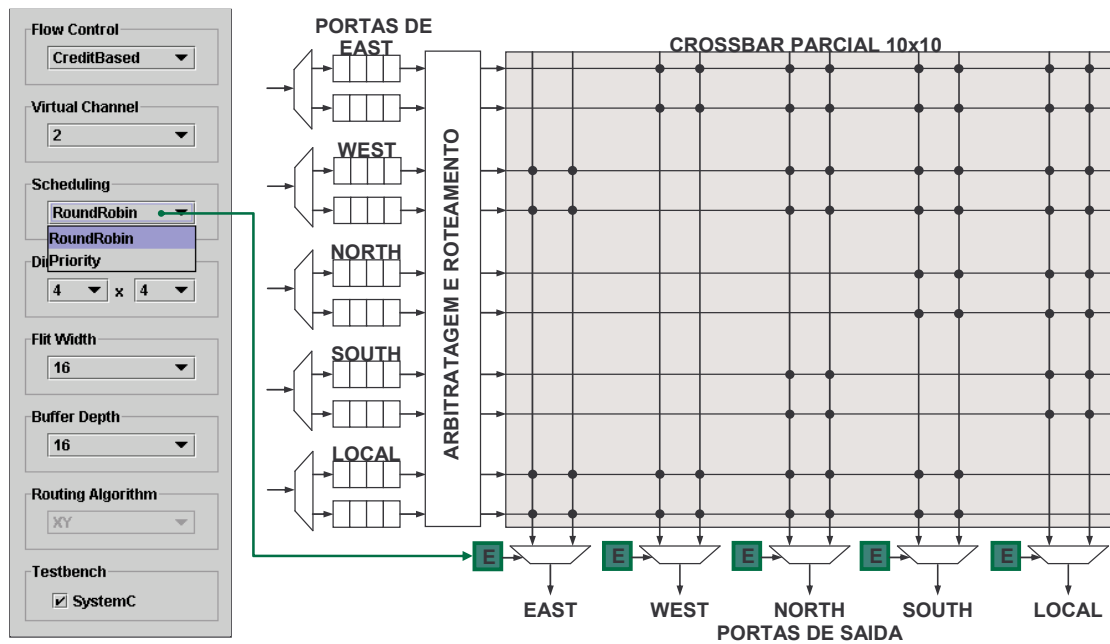 Flow Control
CreditBased
Virtual Channel
2
Scheduling
RoundRobin
RoundRobin
Priority
Di
4 x 4
Flit Width
16
Buffer Depth
16
Routing Algorithm
XY
Testbench
SystemC
PORTAS DE
EAST
WEST
NORTH
SOUTH
LOCAL
ARBITRATAGEM E ROTEAMENTO
CROSSBAR PARCIAL 10x10
E E E E E
EAST WEST NORTH SOUTH LOCAL
PORTAS DE SAIDA